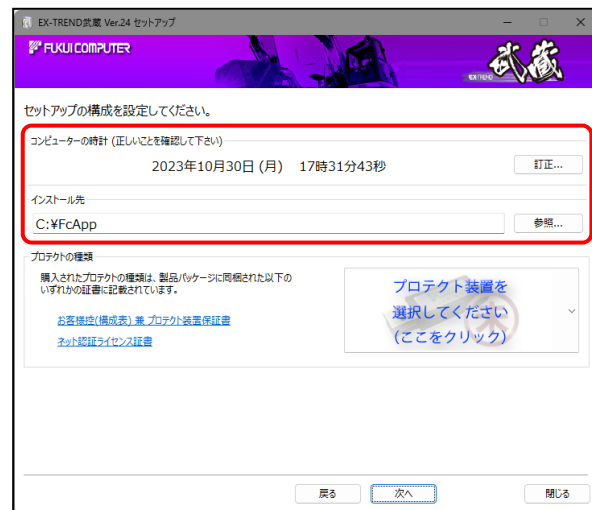 EX-TREND武蔵 Ver.24 セットアップ
FUKUI COMPUTER
EX-TREND 武蔵
セットアップの構成を設定してください。
コンピューターの時計 (正しいことを確認して下さい)
2023年10月30日 (月) 17時31分43秒
訂正...
インストール先
C:¥FcApp
参照...
プロテクトの種類
購入されたプロテクトの種類は、製品パッケージに同梱された以下の
いずれかの証書に記載されています。
お客様控(構成表) 兼 プロテクト装置保証書
ネット認証ライセンス証書
プロテクト装置を
選択してください
(ここをクリック)
戻る
次へ
閉じる